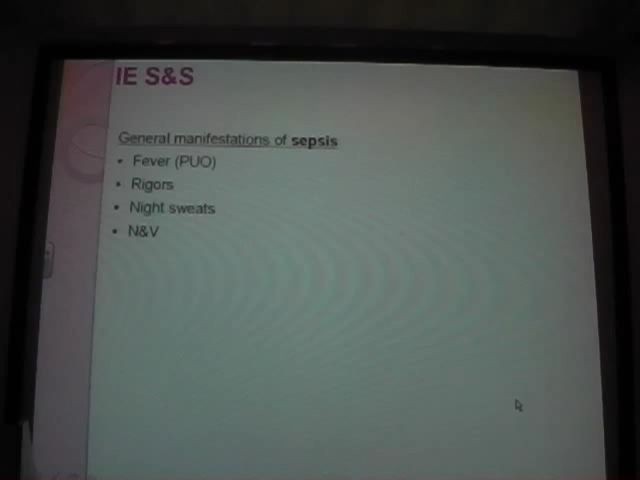 IE S&S
General manifestations of sepsis
• Fever (PUO)
• Rigors
• Night sweats
• N&V